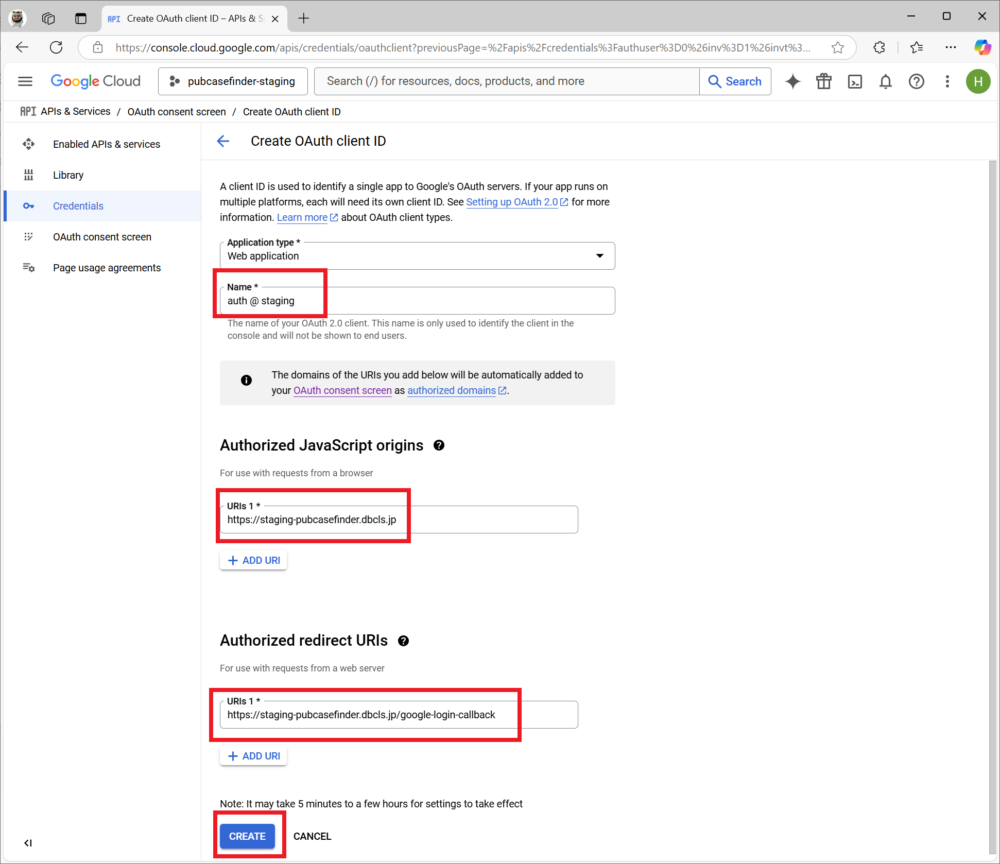 API Create OAuth client ID – APIs & S
https://console.cloud.google.com/apis/credentials/oauthclient?previousPage=%2Fapis%2Fcredentials%3Fauthuser%3D0%26inv%3D1%26invt%3...
Google Cloud pubcasefinder-staging Search (/) for resources, docs, products, and more Search H
API APIs & Services / OAuth consent screen / Create OAuth client ID
Enabled APIs & services
Library
Credentials
OAuth consent screen
Page usage agreements
Create OAuth client ID
A client ID is used to identify a single app to Google's OAuth servers. If your app runs on
multiple platforms, each will need its own client ID. See Setting up OAuth 2.0 for more
information. Learn more about OAuth client types.
Application type *
Web application
Name *
auth @ staging
The name of your OAuth 2.0 client. This name is only used to identify the client in the
console and will not be shown to end users.
The domains of the URIs you add below will be automatically added to
your OAuth consent screen as authorized domains.
Authorized JavaScript origins
For use with requests from a browser
URIs 1 *
https://staging-pubcasefinder.dbcls.jp
+ ADD URI
Authorized redirect URIs
For use with requests from a web server
URIs 1 *
https://staging-pubcasefinder.dbcls.jp/google-login-callback
+ ADD URI
Note: It may take 5 minutes to a few hours for settings to take effect
CREATE CANCEL